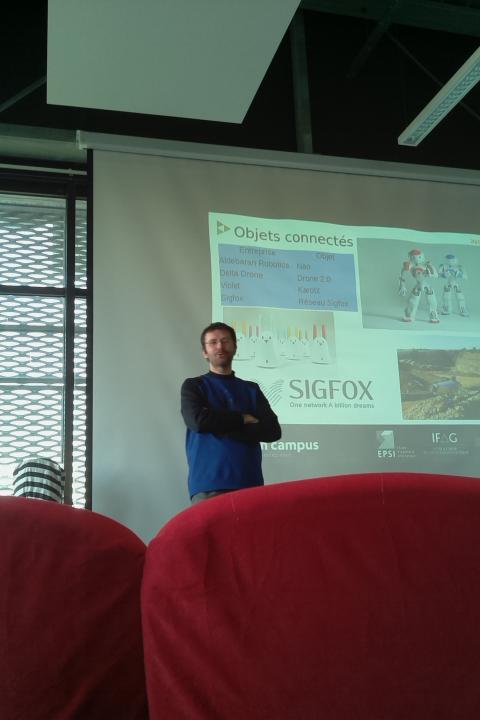 Objets connectés
Entreprise Objet
Aldebaran Robotics Não
Delta Drone Drone 2.0
Violet Karotz
Sigfox Réseau Sigfox
SIGFOX
One network A billion dreams
campus
EPSI
IFAG